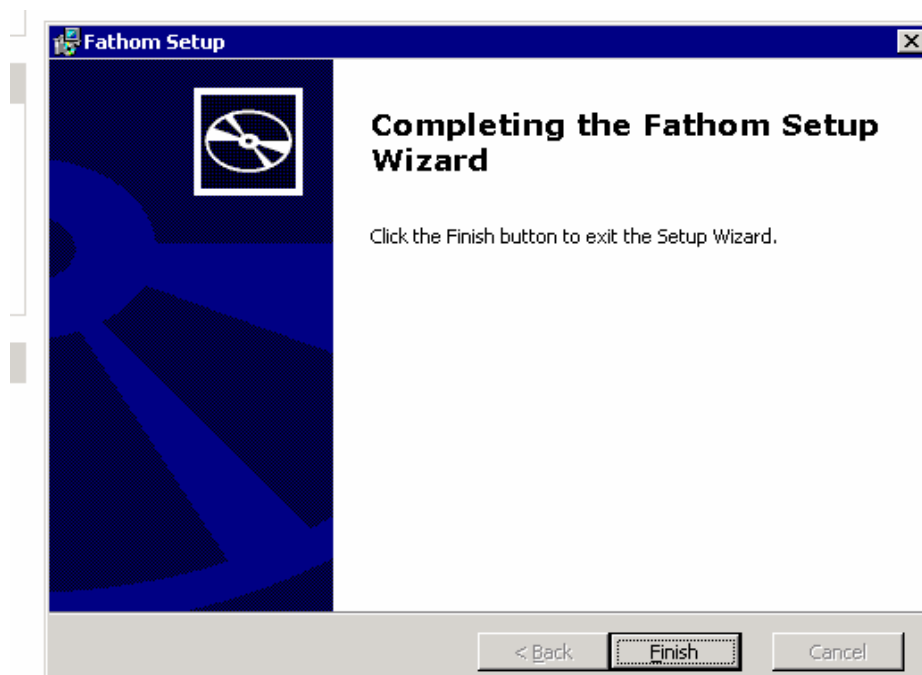 Fathom Setup
Completing the Fathom Setup
Wizard
Click the Finish button to exit the Setup Wizard.
< Back
Finish
Cancel